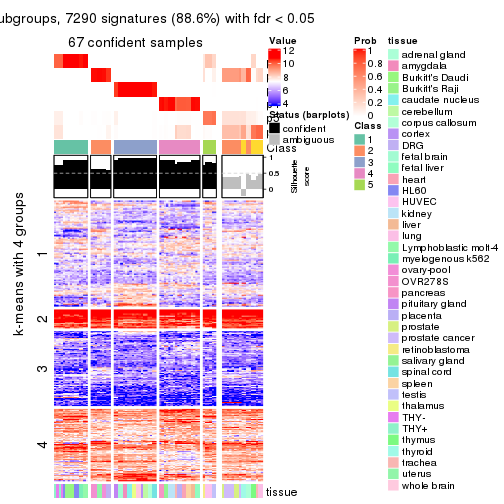 ubgroups, 7290 signatures (88.6%) with fdr < 0.05
67 confident samples
k-means with 4 groups
1
2
3
4
Value
12
10
8
6
4
Status (barplots)
confident
ambiguous
Class
1
0.5
0
Silhouette
score
tissue
Prob
1
0.8
0.6
0.4
0.2
0
Class
1
2
3
4
5
tissue
adrenal gland
amygdala
Burkitt's Daudi
Burkitt's Raji
caudate nucleus
cerebellum
corpus callosum
cortex
DRG
fetal brain
fetal liver
heart
HL60
HUVEC
kidney
liver
lung
Lymphoblastic molt-4
myelogenous k562
ovary-pool
OVR278S
pancreas
pituitary gland
placenta
prostate
prostate cancer
retinoblastoma
salivary gland
spinal cord
spleen
testis
thalamus
THY-
THY+
thymus
thyroid
trachea
uterus
whole brain